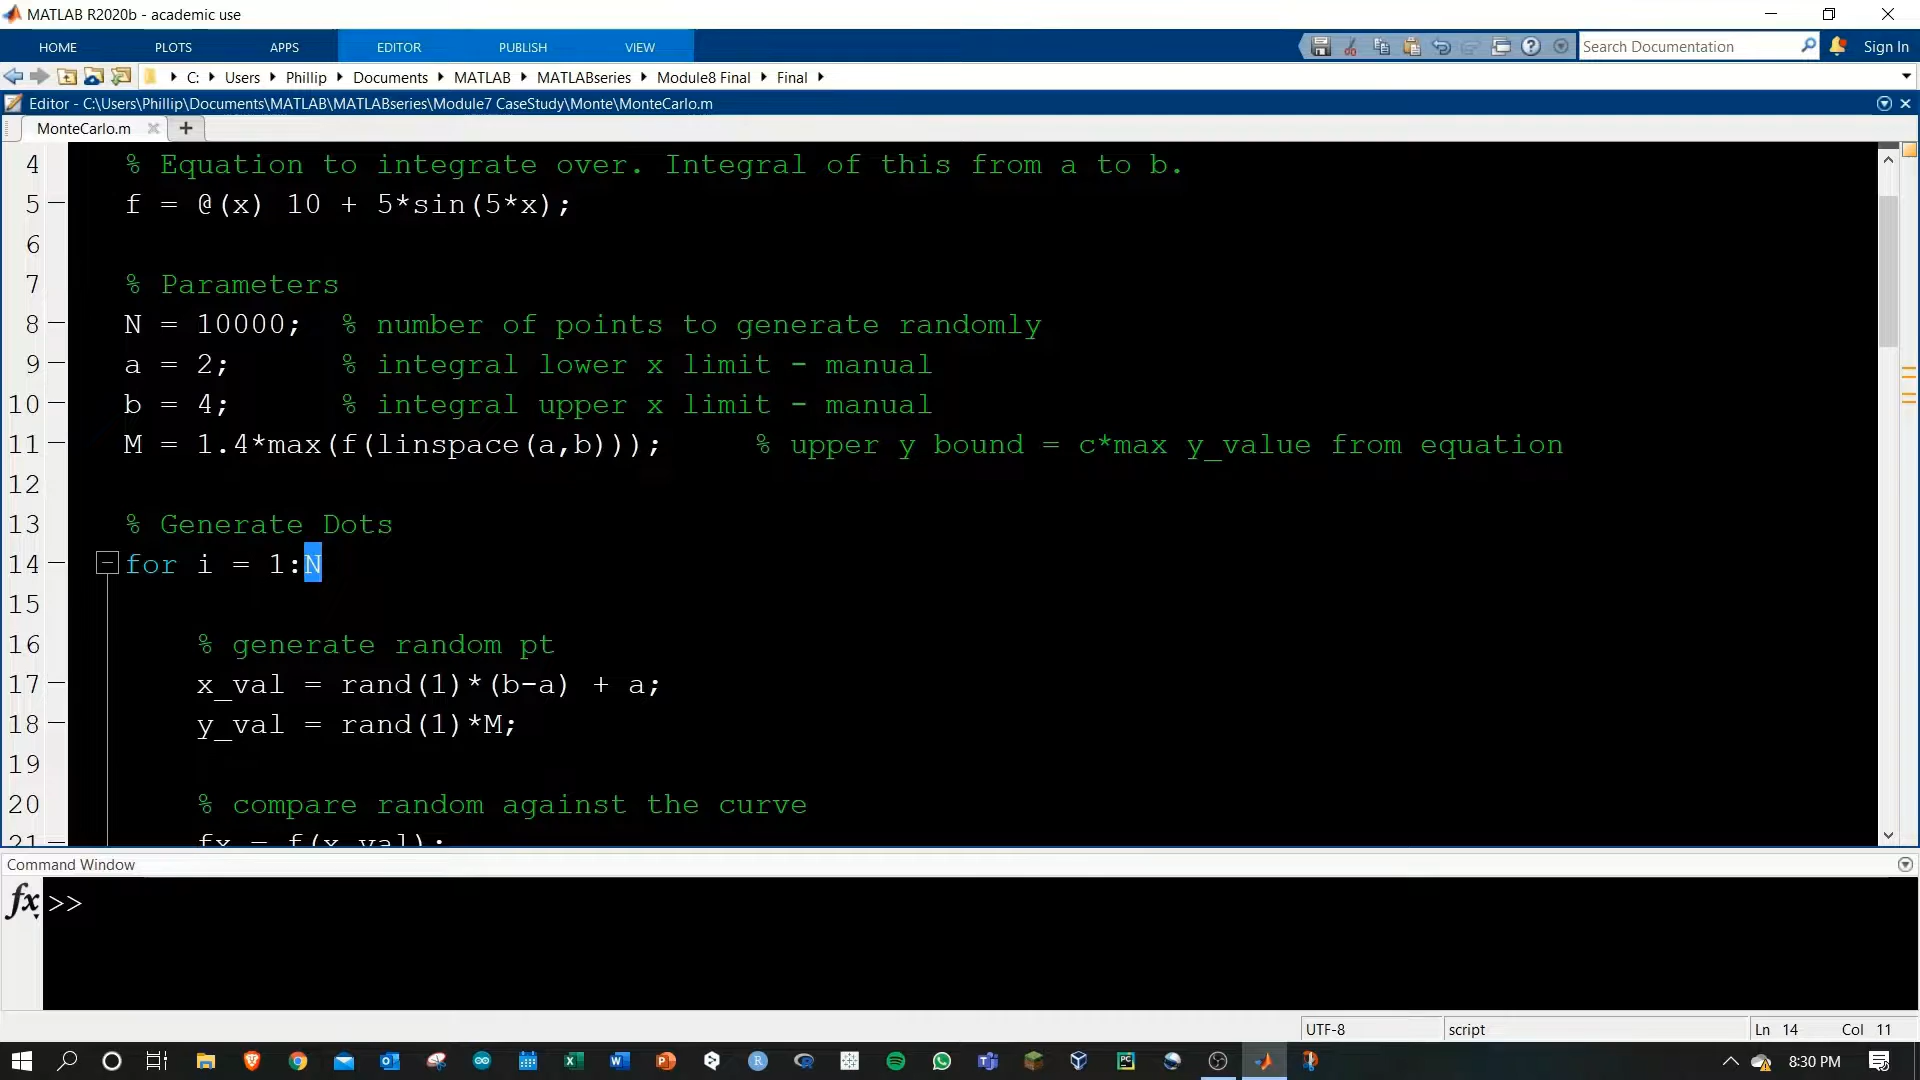 MATLAB R2020b - academic use
HOME PLOTS APPS EDITOR PUBLISH VIEW Search Documentation Sign In
C: Users Phillip Documents MATLAB MATLABseries Module8 Final Final
Editor - C:\Users\Phillip\Documents\MATLAB\MATLABseries\Module7 CaseStudy\Monte\MonteCarlo.m
MonteCarlo.m
4 % Equation to integrate over. Integral of this from a to b.
5 f = @(x) 10 + 5*sin(5*x);
6
7 % Parameters
8 N = 10000; % number of points to generate randomly
9 a = 2; % integral lower x limit - manual
10 b = 4; % integral upper x limit - manual
11 M = 1.4*max(f(linspace(a,b))); % upper y bound = c*max y_value from equation
12
13 % Generate Dots
14 for i = 1:N
15
16 % generate random pt
17 x_val = rand(1)*(b-a) + a;
18 y_val = rand(1)*M;
19
20 % compare random against the curve
21 fx = f(x_val);
Command Window
fx >>
UTF-8 script Ln 14 Col 11
8:30 PM